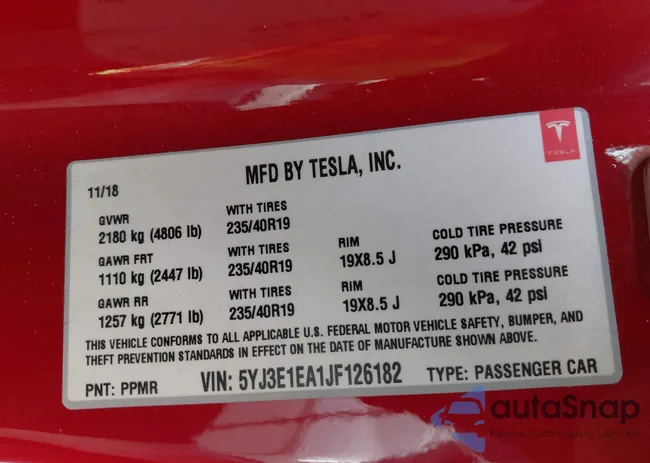 MFD BY TESLA, INC.
TESLA
11/18
GVWR WITH TIRES
2180 kg (4806 lb) 235/40R19
GAWR FRT WITH TIRES RIM COLD TIRE PRESSURE
1110 kg (2447 lb) 235/40R19 19X8.5 J 290 kPa, 42 psi
GAWR RR WITH TIRES RIM COLD TIRE PRESSURE
1257 kg (2771 lb) 235/40R19 19X8.5 J 290 kPa, 42 psi
THIS VEHICLE CONFORMS TO ALL APPLICABLE U.S. FEDERAL MOTOR VEHICLE SAFETY, BUMPER, AND
THEFT PREVENTION STANDARDS IN EFFECT ON THE DATE OF MANUFACTURE SHOWN ABOVE.
PNT: PPMR VIN: 5YJ3E1EA1JF126182 TYPE: PASSENGER CAR
autaSnap